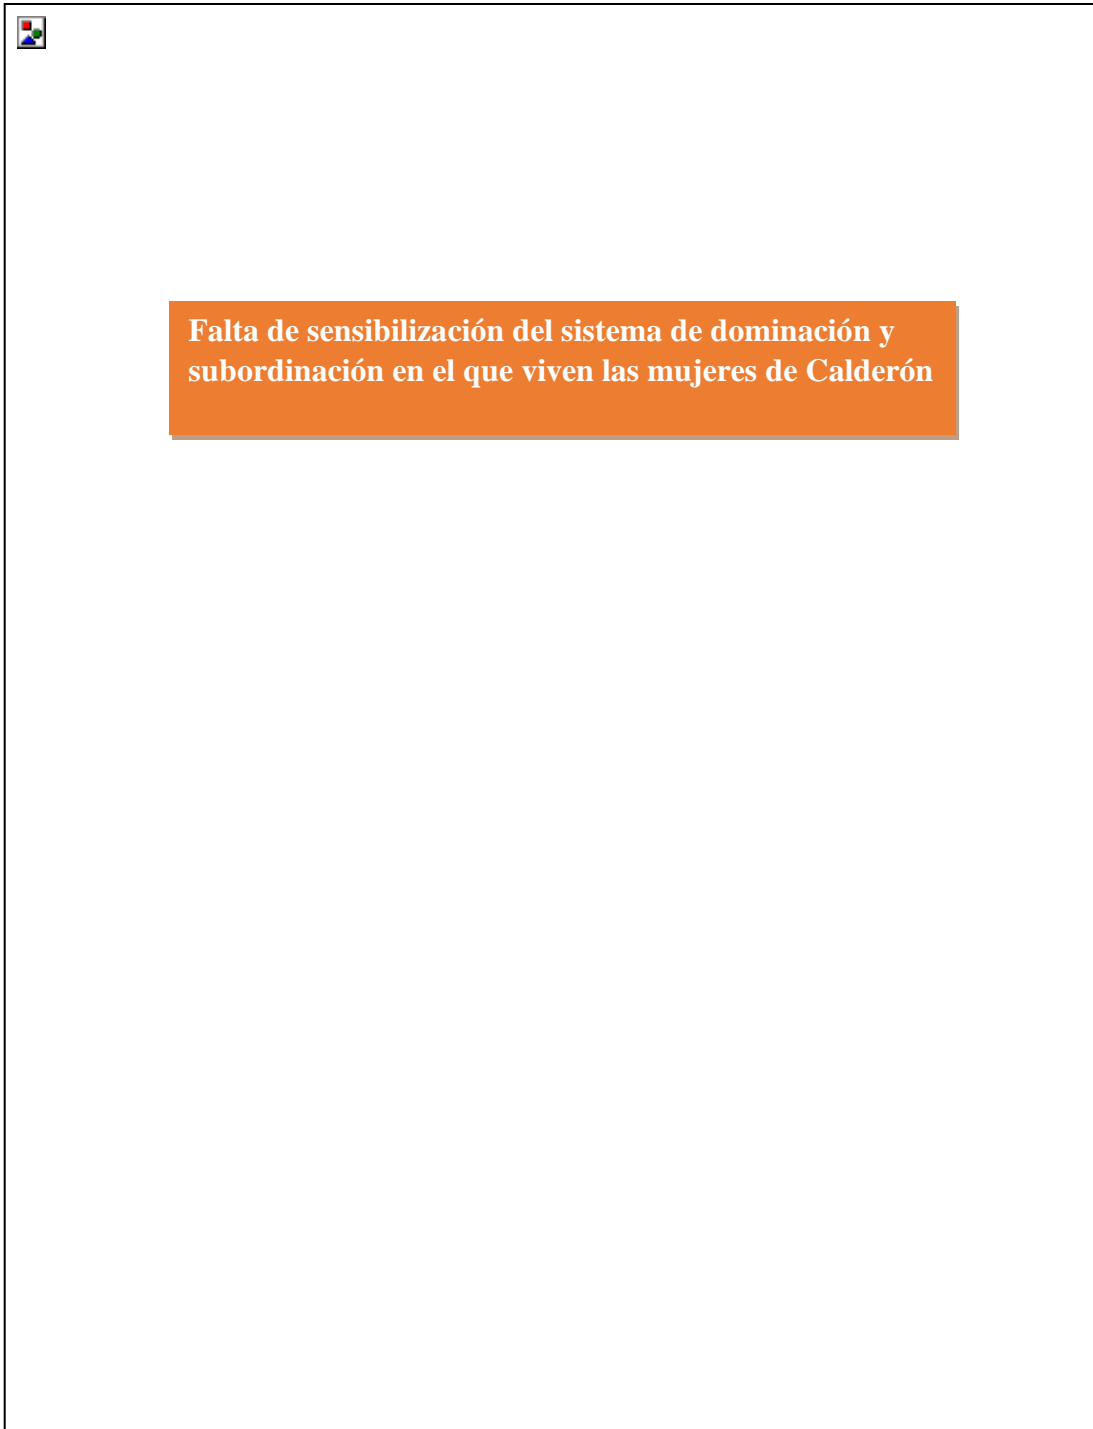 Falta de sensibilización del sistema de dominación y
subordinación en el que viven las mujeres de Calderón